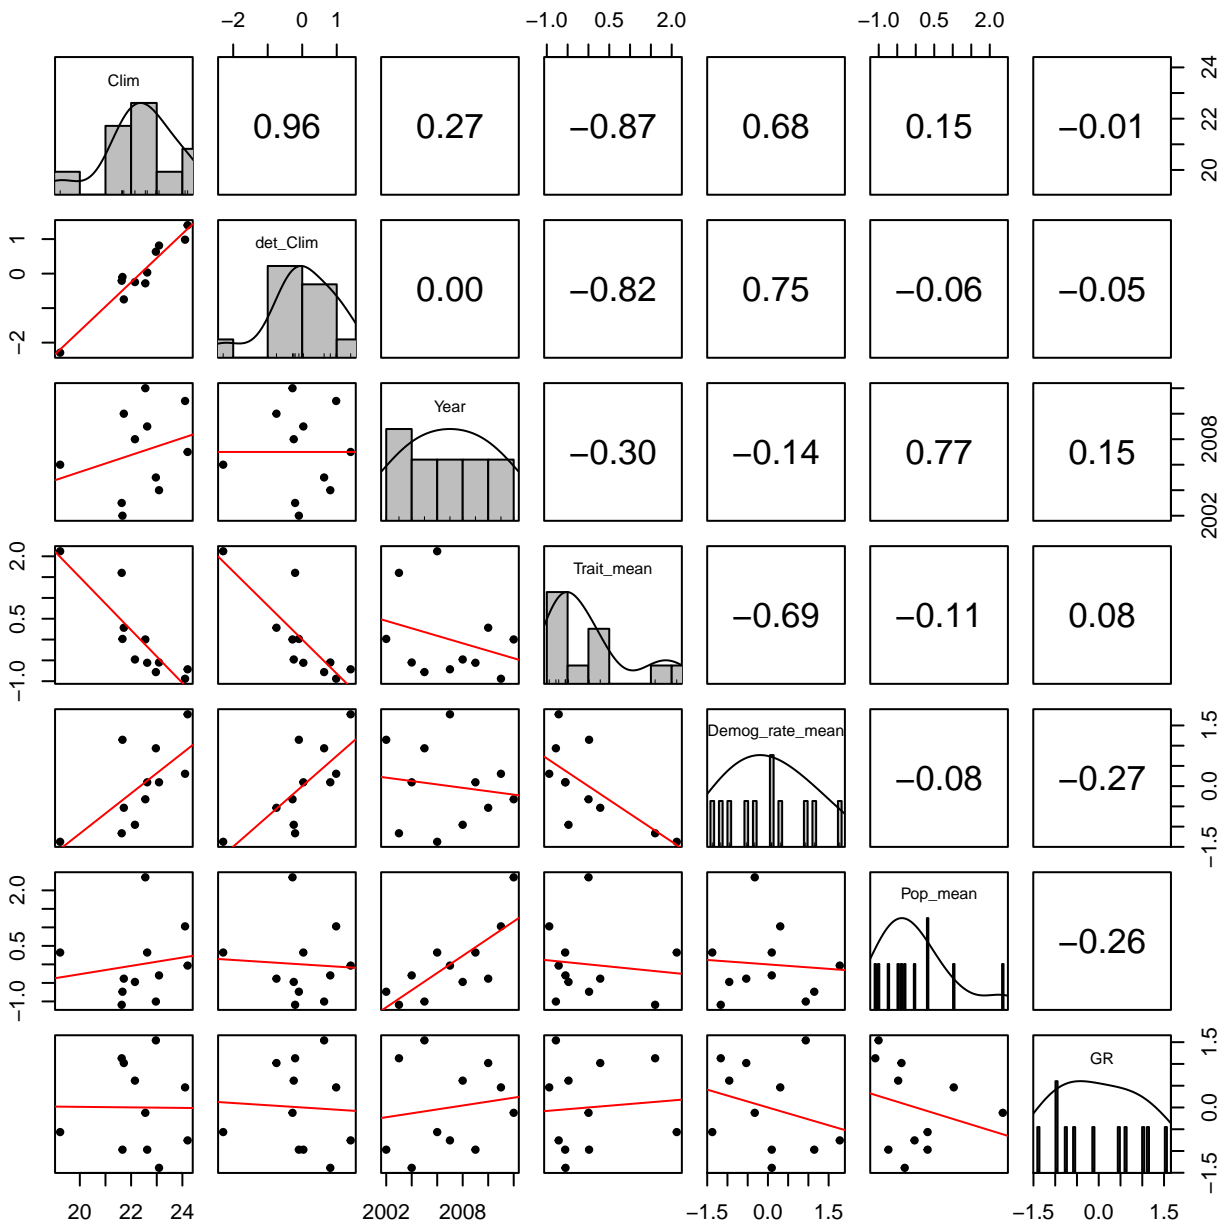 −2 0 1 −1.0 0.5 2.0 −1.0 0.5 2.0
Clim 0.96 0.27 −0.87 0.68 0.15 −0.01 20 22 24
−2 0 1 det_Clim 0.00 −0.82 0.75 −0.06 −0.05
Year −0.30 −0.14 0.77 0.15 2002 2008
−1.0 0.5 2.0 Trait_mean −0.69 −0.11 0.08
Demog_rate_mean −0.08 −0.27 −1.5 0.0 1.5
−1.0 0.5 2.0 Pop_mean −0.26
GR −1.5 0.0 1.5
20 22 24 2002 2008 −1.5 0.0 1.5 −1.5 0.0 1.5